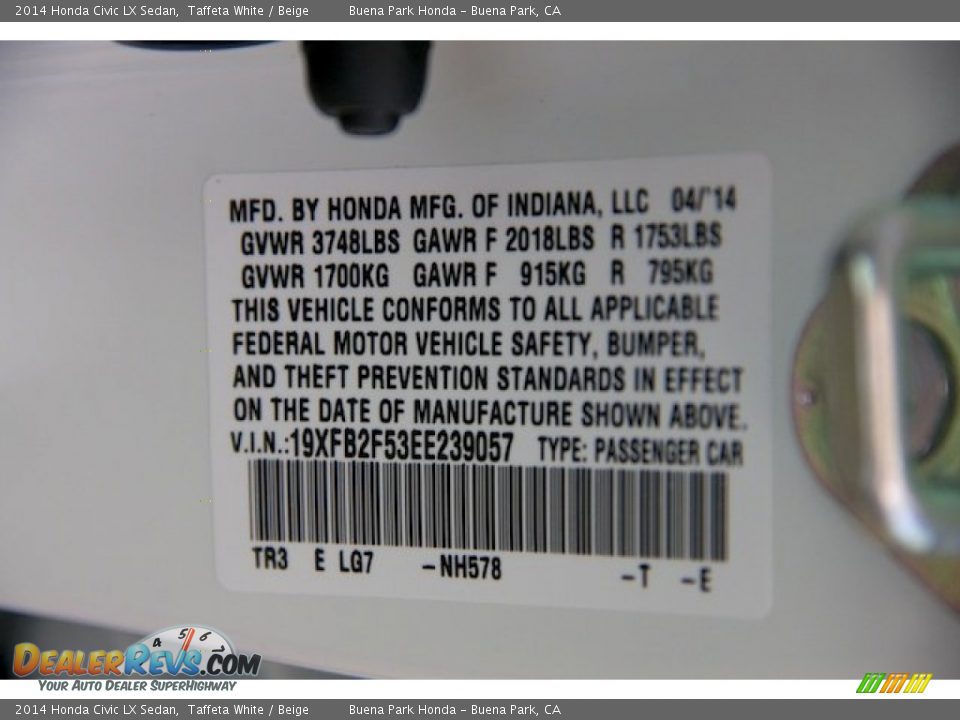 2014 Honda Civic LX Sedan, Taffeta White / Beige Buena Park Honda - Buena Park, CA
MFD. BY HONDA MFG. OF INDIANA, LLC 04/'14
GVWR 3748LBS GAWR F 2018LBS R 1753LBS
GVWR 1700KG GAWR F 915KG R 795KG
THIS VEHICLE CONFORMS TO ALL APPLICABLE
FEDERAL MOTOR VEHICLE SAFETY, BUMPER,
AND THEFT PREVENTION STANDARDS IN EFFECT
ON THE DATE OF MANUFACTURE SHOWN ABOVE.
V.I.N.:19XFB2F53EE239057 TYPE: PASSENGER CAR
TR3 E LG7 -NH578 -T -E
4 5 6 7
DEALERREVS.COM
YOUR AUTO DEALER SUPERHIGHWAY
2014 Honda Civic LX Sedan, Taffeta White / Beige Buena Park Honda - Buena Park, CA